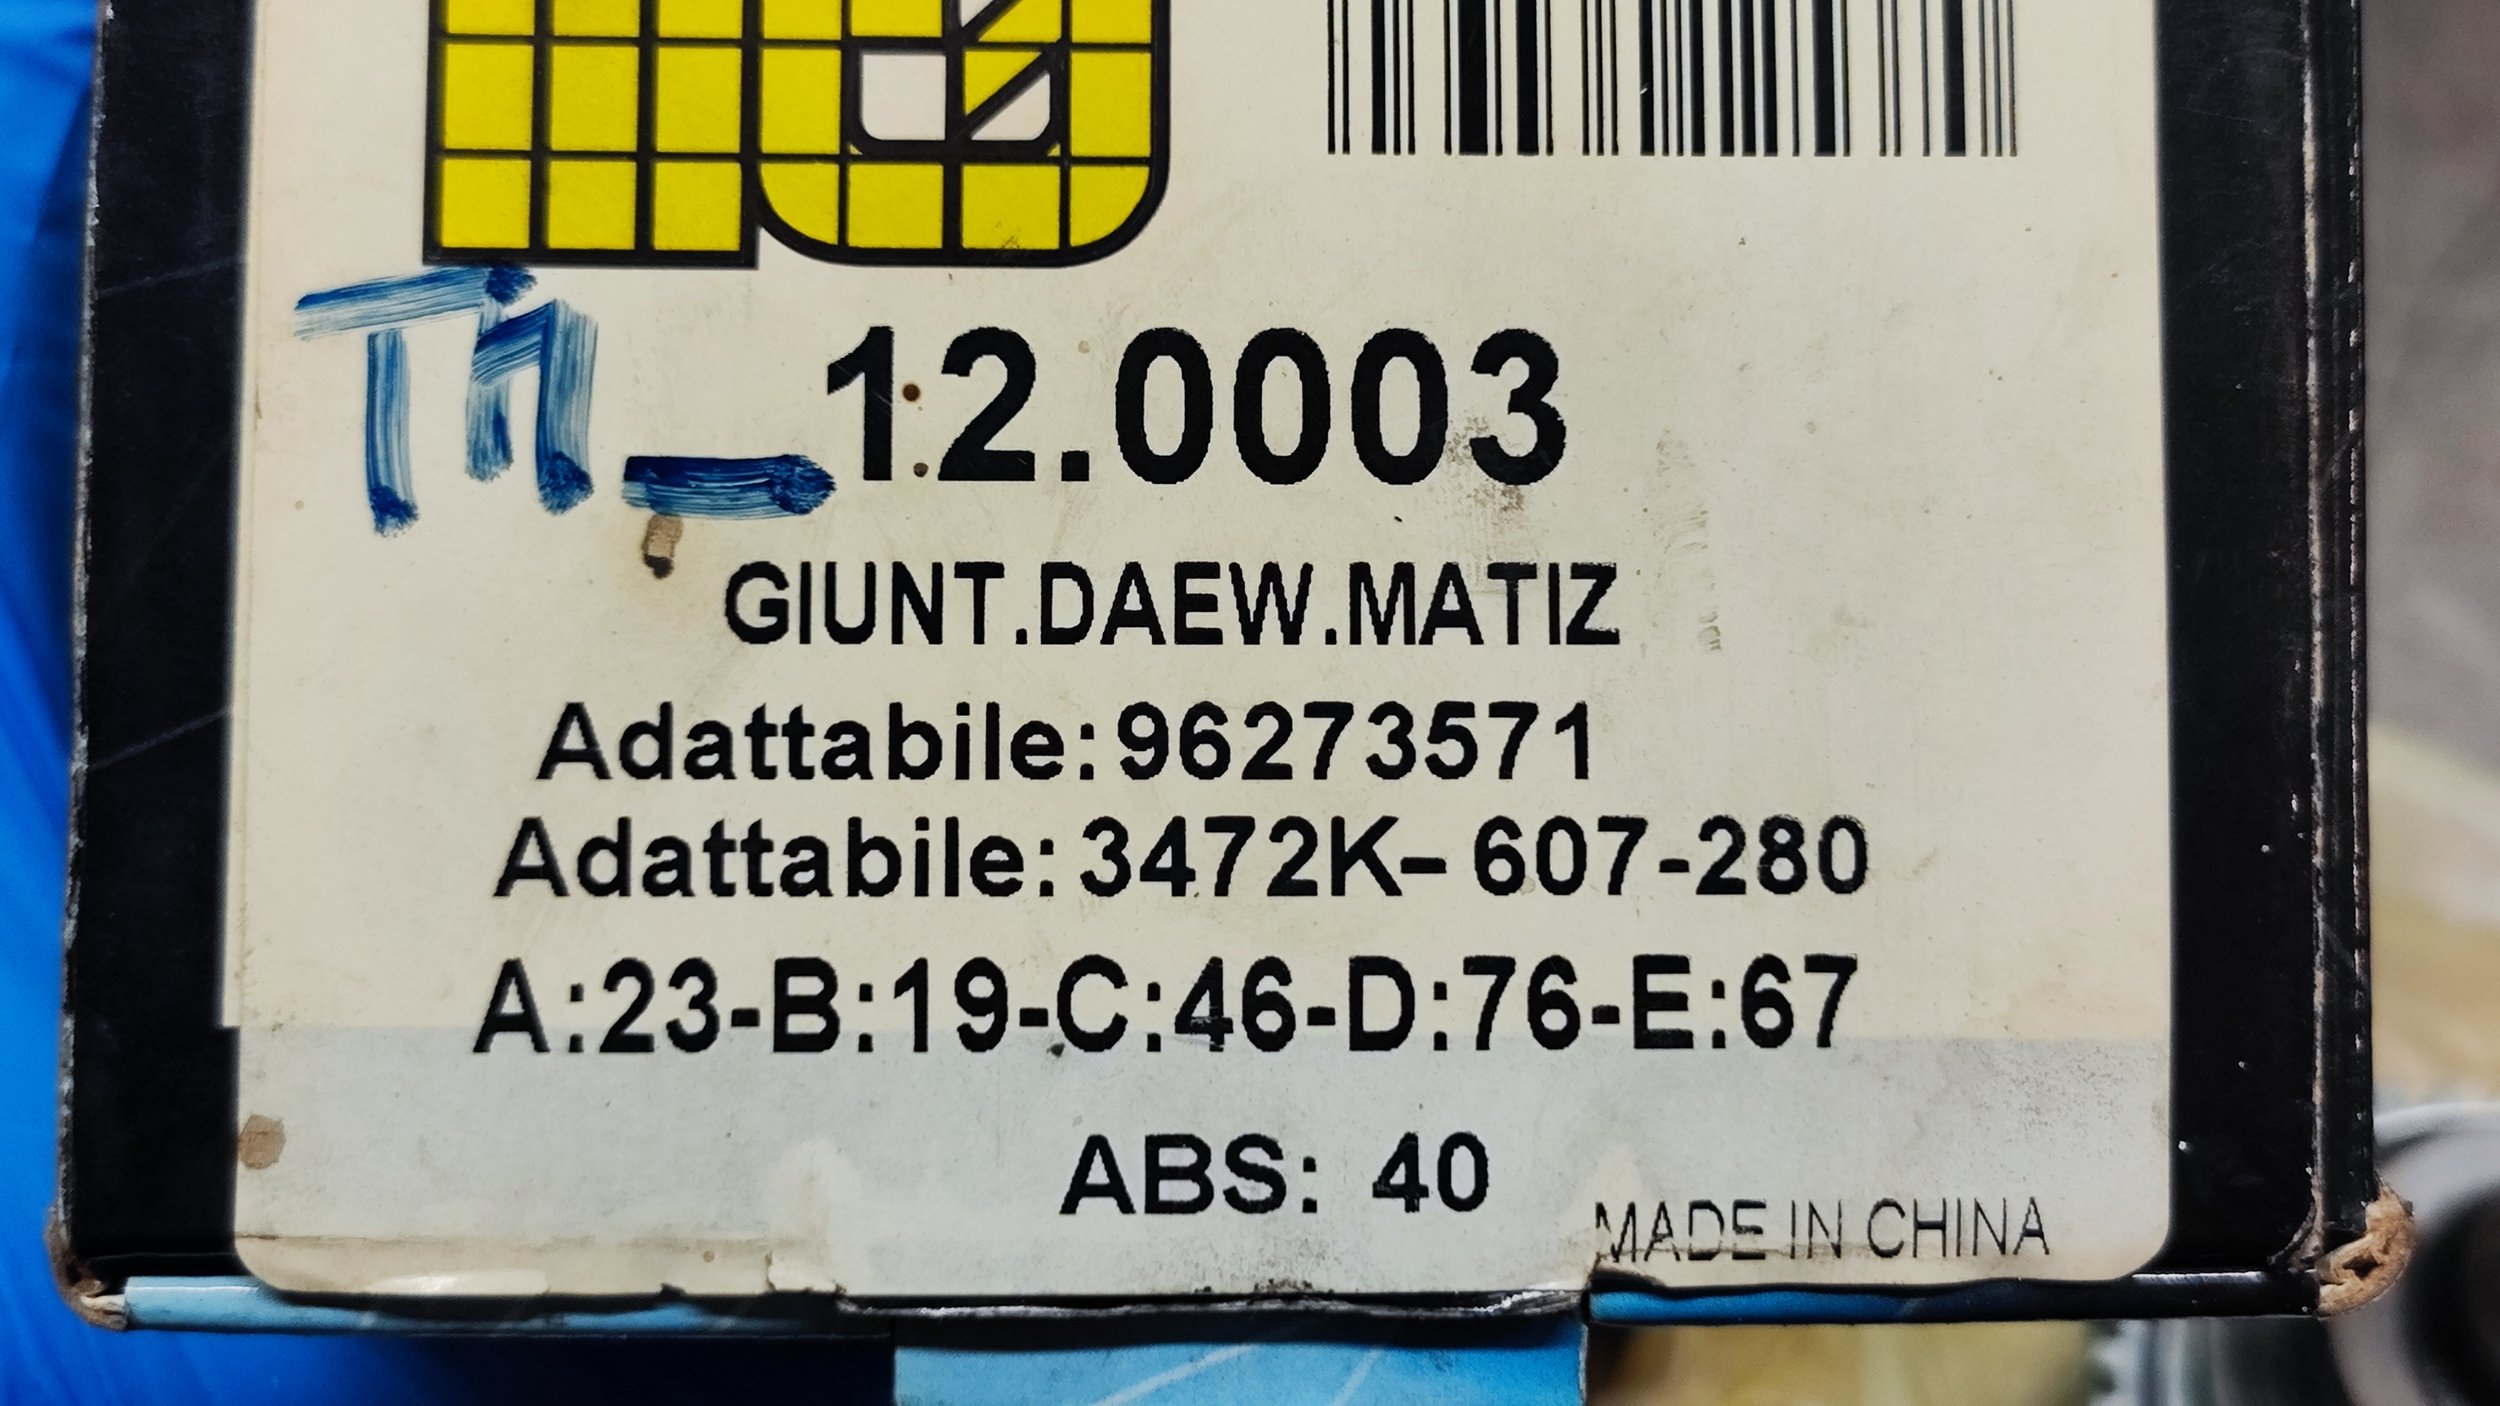 12.0003
GIUNT.DAEW.MATIZ
Adattabile:96273571
Adattabile:3472K-607-280
A:23-B:19-C:46-D:76-E:67
ABS: 40
MADE IN CHINA